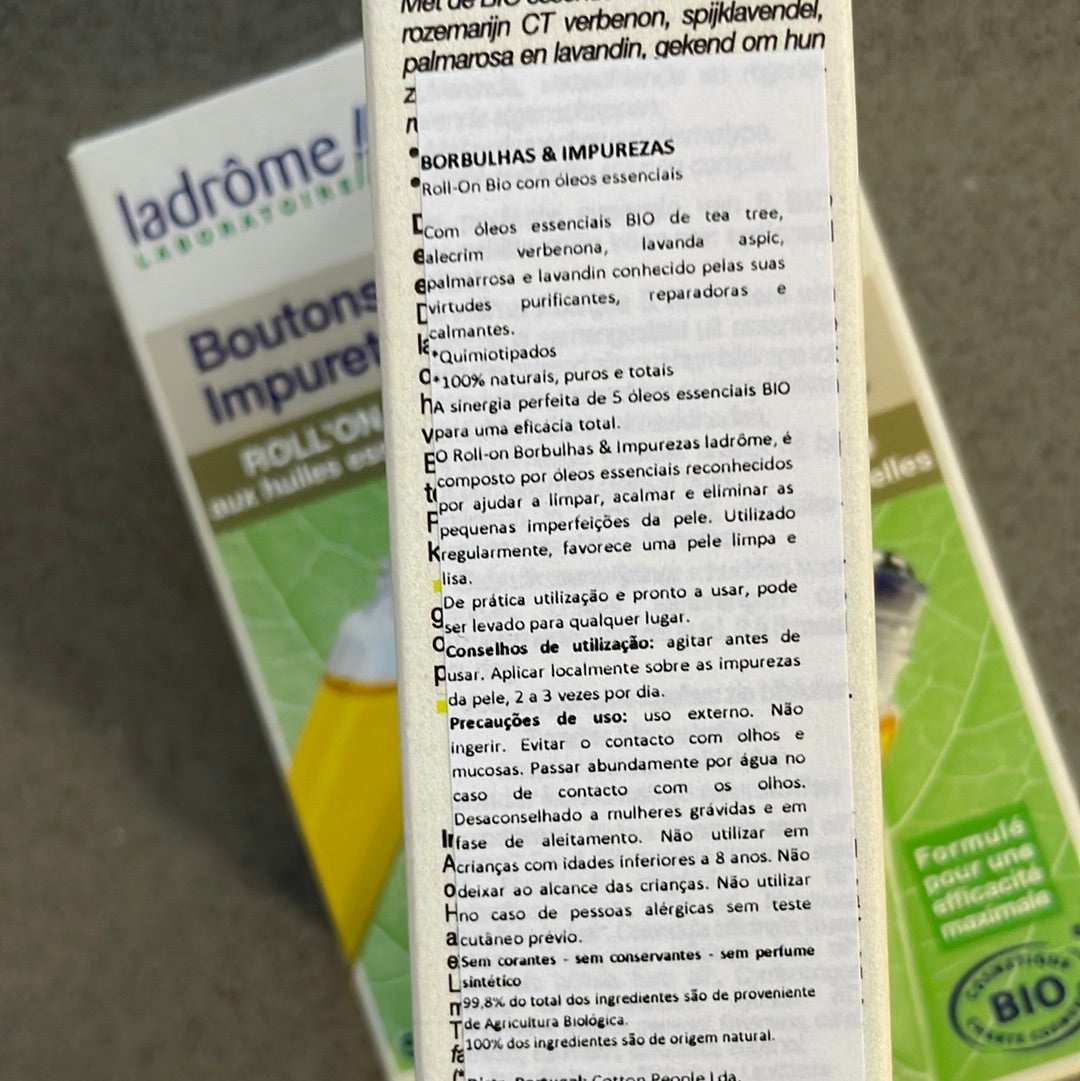 rozemarijn CT verbenon, spijklavendel,
palmarosa en lavandin, gekend om hun
BORBULHAS & IMPUREZAS
Roll-On Bio com óleos essenciais
Com óleos essenciais BIO de tea tree,
alecrim verbenona, lavanda aspic,
palmarrosa e lavandin conhecido pelas suas
virtudes purificantes, reparadoras e
calmantes.
*Quimiotipados
*100% naturais, puros e totais
A sinergia perfeita de 5 óleos essenciais BIO
para uma eficácia total.
O Roll-on Borbulhas & Impurezas ladrôme, é
composto por óleos essenciais reconhecidos
por ajudar a limpar, acalmar e eliminar as
pequenas imperfeições da pele. Utilizado
regularmente, favorece uma pele limpa e
lisa.
De prática utilização e pronto a usar, pode
ser levado para qualquer lugar.
Conselhos de utilização: agitar antes de
usar. Aplicar localmente sobre as impurezas
da pele, 2 a 3 vezes por dia.
Precauções de uso: uso externo. Não
ingerir. Evitar o contacto com olhos e
mucosas. Passar abundamente por água no
caso de contacto com os olhos.
Desaconselhado a mulheres grávidas e em
fase de aleitamento. Não utilizar em
crianças com idades inferiores a 8 anos. Não
deixar ao alcance das crianças. Não utilizar
no caso de pessoas alérgicas sem teste
cutâneo prévio.
Sem corantes - sem conservantes - sem perfume
sintético
99,8% do total dos ingredientes são de proveniente
de Agricultura Biológica.
100% dos ingredientes são de origem natural.
Portugal: Cotton People Lda.
ladrôme
LABORATOIRE
Boutons
Impuret
ROLL'ON
aux huiles es
elles
Formulé
pour une
efficacité
maximale
COSMETIQUE
BIO